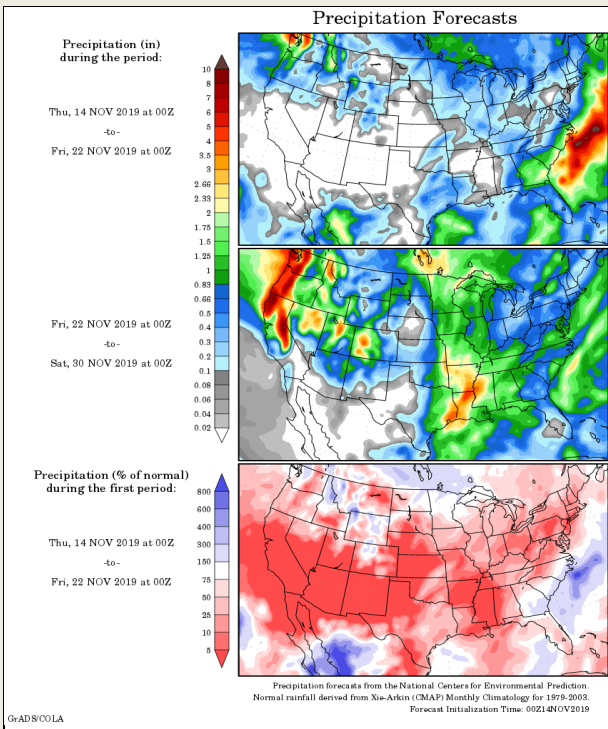 Precipitation Forecasts
Precipitation (in)
during the period:
Thu, 14 NOV 2019 at 00Z
-to-
Fri, 22 NOV 2019 at 00Z
10
8
7
6
5
4
3.5
3
2.66
2.33
2
1.75
1.5
1.25
1
0.83
0.66
0.5
0.4
0.3
0.2
0.1
0.08
0.06
0.04
0.02
Fri, 22 NOV 2019 at 00Z
-to-
Sat, 30 NOV 2019 at 00Z
Precipitation (% of normal)
during the first period:
Thu, 14 NOV 2019 at 00Z
-to-
Fri, 22 NOV 2019 at 00Z
800
600
400
300
150
75
50
25
10
5
Precipitation forecasts from the National Centers for Environmental Prediction.
Normal rainfall derived from Xie-Arkin (CMAP) Monthly Climatology for 1979-2003.
Forecast Initialization Time: 00Z14NOV2019
GrADS/COLA